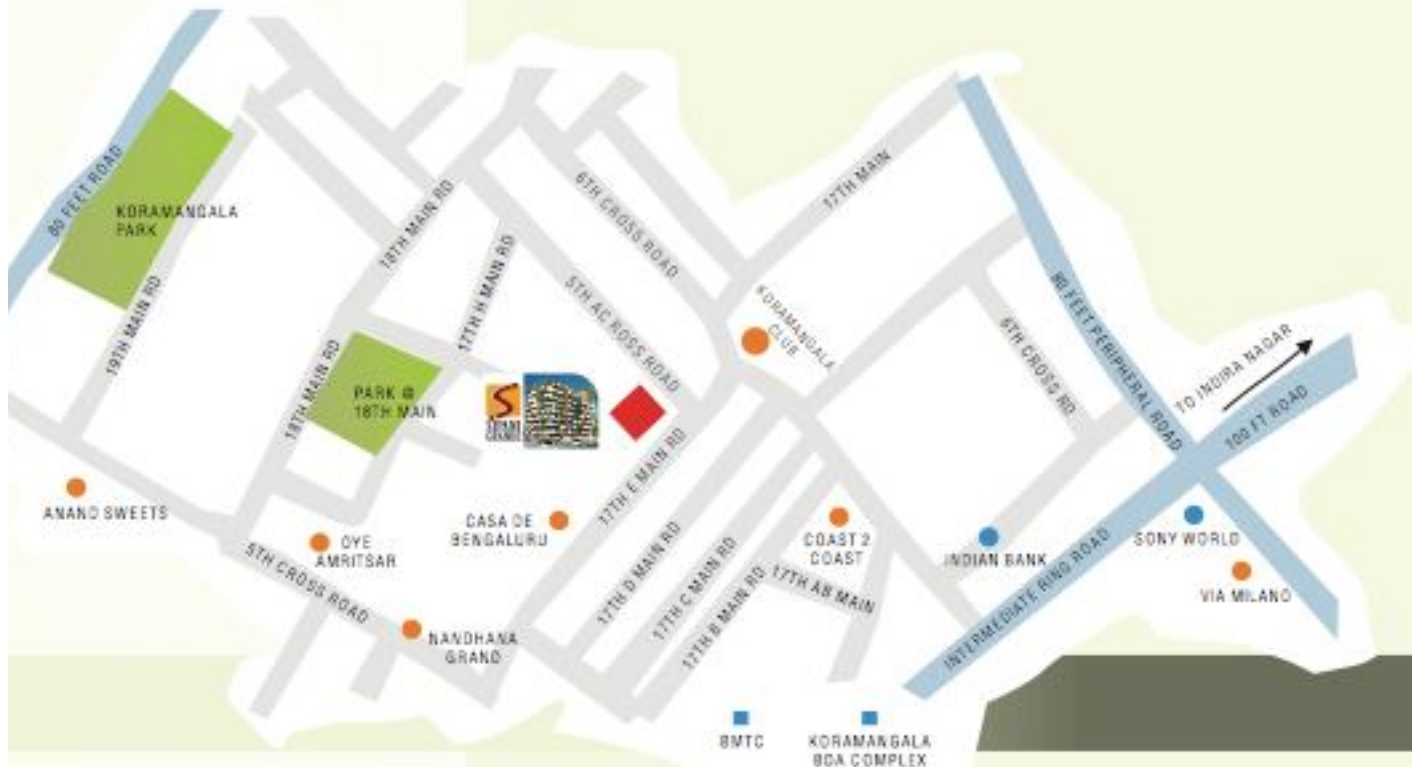 80 FEET ROAD
KORAMANGALA
PARK
19TH MAIN RD
18TH MAIN RD
18TH MAIN RD
17TH H MAIN RD
PARK @
18TH MAIN
6TH CROSS ROAD
5TH AC ROSS ROAD
17TH MAIN
KORAMANGALA
CLUB
6TH CROSS RD
80 FEET PERIPHERAL ROAD
TO INDIRA NAGAR
100 FT ROAD
S
ANAND SWEETS
OYE
AMRITSAR
CASA DE
BENGALURU
17TH E MAIN RD
5TH CROSS ROAD
NANDHANA
GRAND
17TH D MAIN RD
17TH C MAIN RD
17TH B MAIN RD
17TH AB MAIN
COAST 2
COAST
INDIAN BANK
INTERMEDIATE RING ROAD
SONY WORLD
VIA MILANO
BMTC
KORAMANGALA
BDA COMPLEX